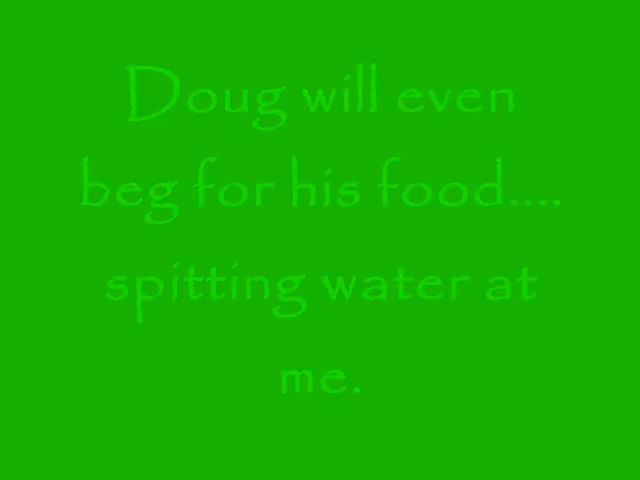 Doug will even
beg for his food....
spitting water at
me.